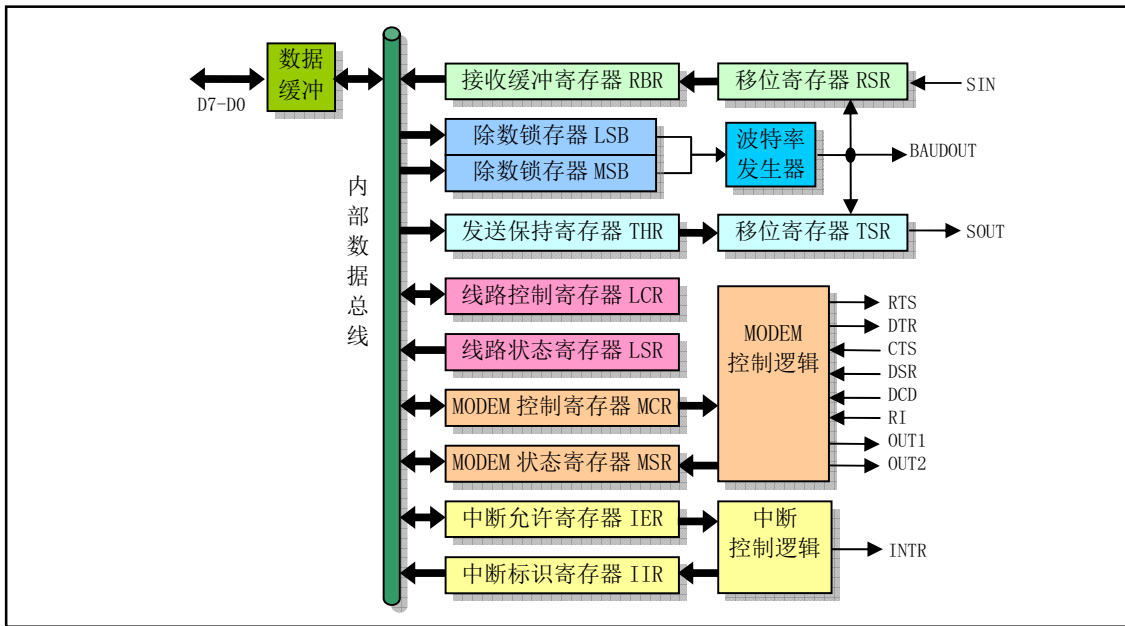 数据
缓冲
D7-D0
内
部
数
据
总
线
接收缓冲寄存器 RBR
移位寄存器 RSR
SIN
除数锁存器 LSB
除数锁存器 MSB
波特率
发生器
BAUDOUT
发送保持寄存器 THR
移位寄存器 TSR
SOUT
线路控制寄存器 LCR
线路状态寄存器 LSR
MODEM 控制寄存器 MCR
MODEM 状态寄存器 MSR
MODEM
控制逻辑
RTS
DTR
CTS
DSR
DCD
RI
OUT1
OUT2
中断允许寄存器 IER
中断标识寄存器 IIR
中断
控制逻辑
INTR